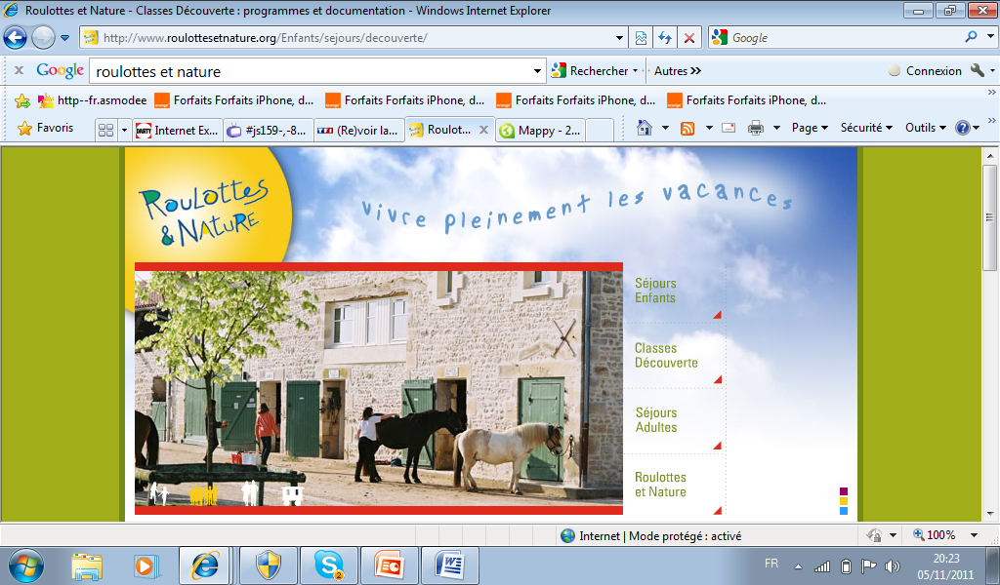 Roulottes et Nature - Classes Découverte : programmes et documentation - Windows Internet Explorer
http://www.roulottesetnature.org/Enfants/sejours/decouverte/
Google
Google
roulottes et nature
Rechercher
Autres »
Connexion
http--fr.asmodee
Forfaits Forfaits iPhone, d...
Forfaits Forfaits iPhone, d...
Forfaits Forfaits iPhone, d...
Forfaits Forfaits iPhone, d...
Favoris
DARTY
Internet Ex...
#js159-,-8...
(Re)voir la...
Roulot...
Mappy - 2...
Page
Sécurité
Outils
Roulottes
& Nature
vivre pleinement les vacances
Séjours
Enfants
Classes
Découverte
Séjours
Adultes
Roulottes
et Nature
Internet | Mode protégé : activé
100%
2
FR
20:23
05/11/2011